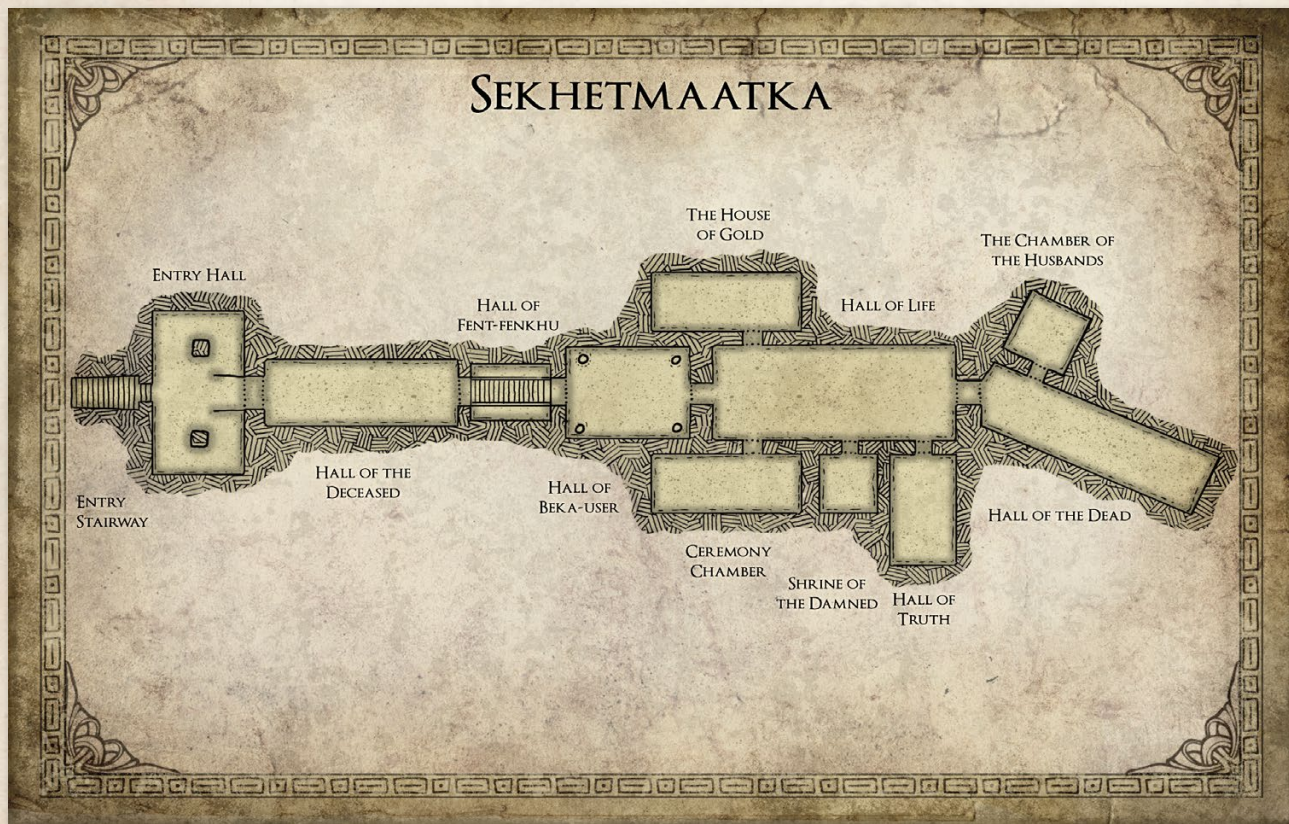 SEKHETMAATKA
THE HOUSE
OF GOLD
THE CHAMBER OF
THE HUSBANDS
ENTRY HALL
HALL OF
FENT-FENKHU
HALL OF LIFE
HALL OF THE
DECEASED
ENTRY
STAIRWAY
HALL OF
BEKA-USER
HALL OF THE DEAD
CEREMONY
CHAMBER
SHRINE OF
THE DAMNED
HALL OF
TRUTH